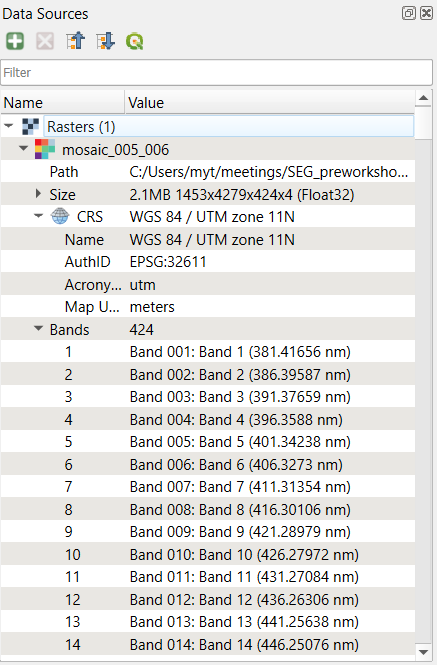 Data Sources
Filter
Name Value
Rasters (1)
mosaic_005_006
Path C:/Users/myt/meetings/SEG_preworksho...
Size 2.1MB 1453x4279x424x4 (Float32)
CRS WGS 84 / UTM zone 11N
Name WGS 84 / UTM zone 11N
AuthID EPSG:32611
Acrony... utm
Map U... meters
Bands 424
1 Band 001: Band 1 (381.41656 nm)
2 Band 002: Band 2 (386.39587 nm)
3 Band 003: Band 3 (391.37659 nm)
4 Band 004: Band 4 (396.3588 nm)
5 Band 005: Band 5 (401.34238 nm)
6 Band 006: Band 6 (406.3273 nm)
7 Band 007: Band 7 (411.31354 nm)
8 Band 008: Band 8 (416.30106 nm)
9 Band 009: Band 9 (421.28979 nm)
10 Band 010: Band 10 (426.27972 nm)
11 Band 011: Band 11 (431.27084 nm)
12 Band 012: Band 12 (436.26306 nm)
13 Band 013: Band 13 (441.25638 nm)
14 Band 014: Band 14 (446.25076 nm)